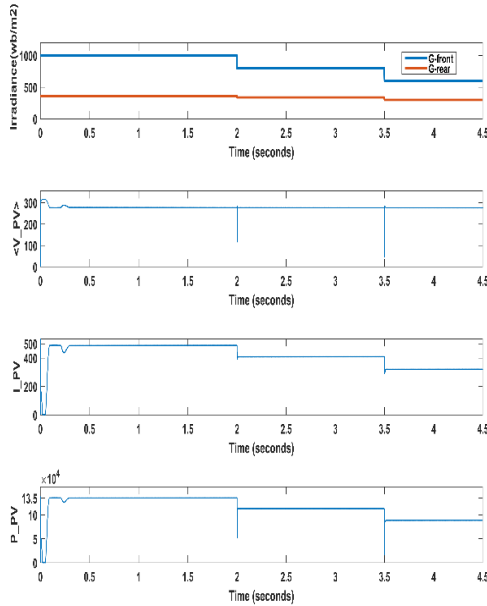 Irradiance(wb/m2)
1000
500
0
G-front
G-rear
0 0.5 1 1.5 2 2.5 3 3.5 4 4.5
Time (seconds)
<V_PV>
300
200
100
0
0 0.5 1 1.5 2 2.5 3 3.5 4 4.5
Time (seconds)
I_PV
500
400
200
0
0 0.5 1 1.5 2 2.5 3 3.5 4 4.5
Time (seconds)
×10⁴
P_PV
13.5
10
5
0
0 0.5 1 1.5 2 2.5 3 3.5 4 4.5
Time (seconds)